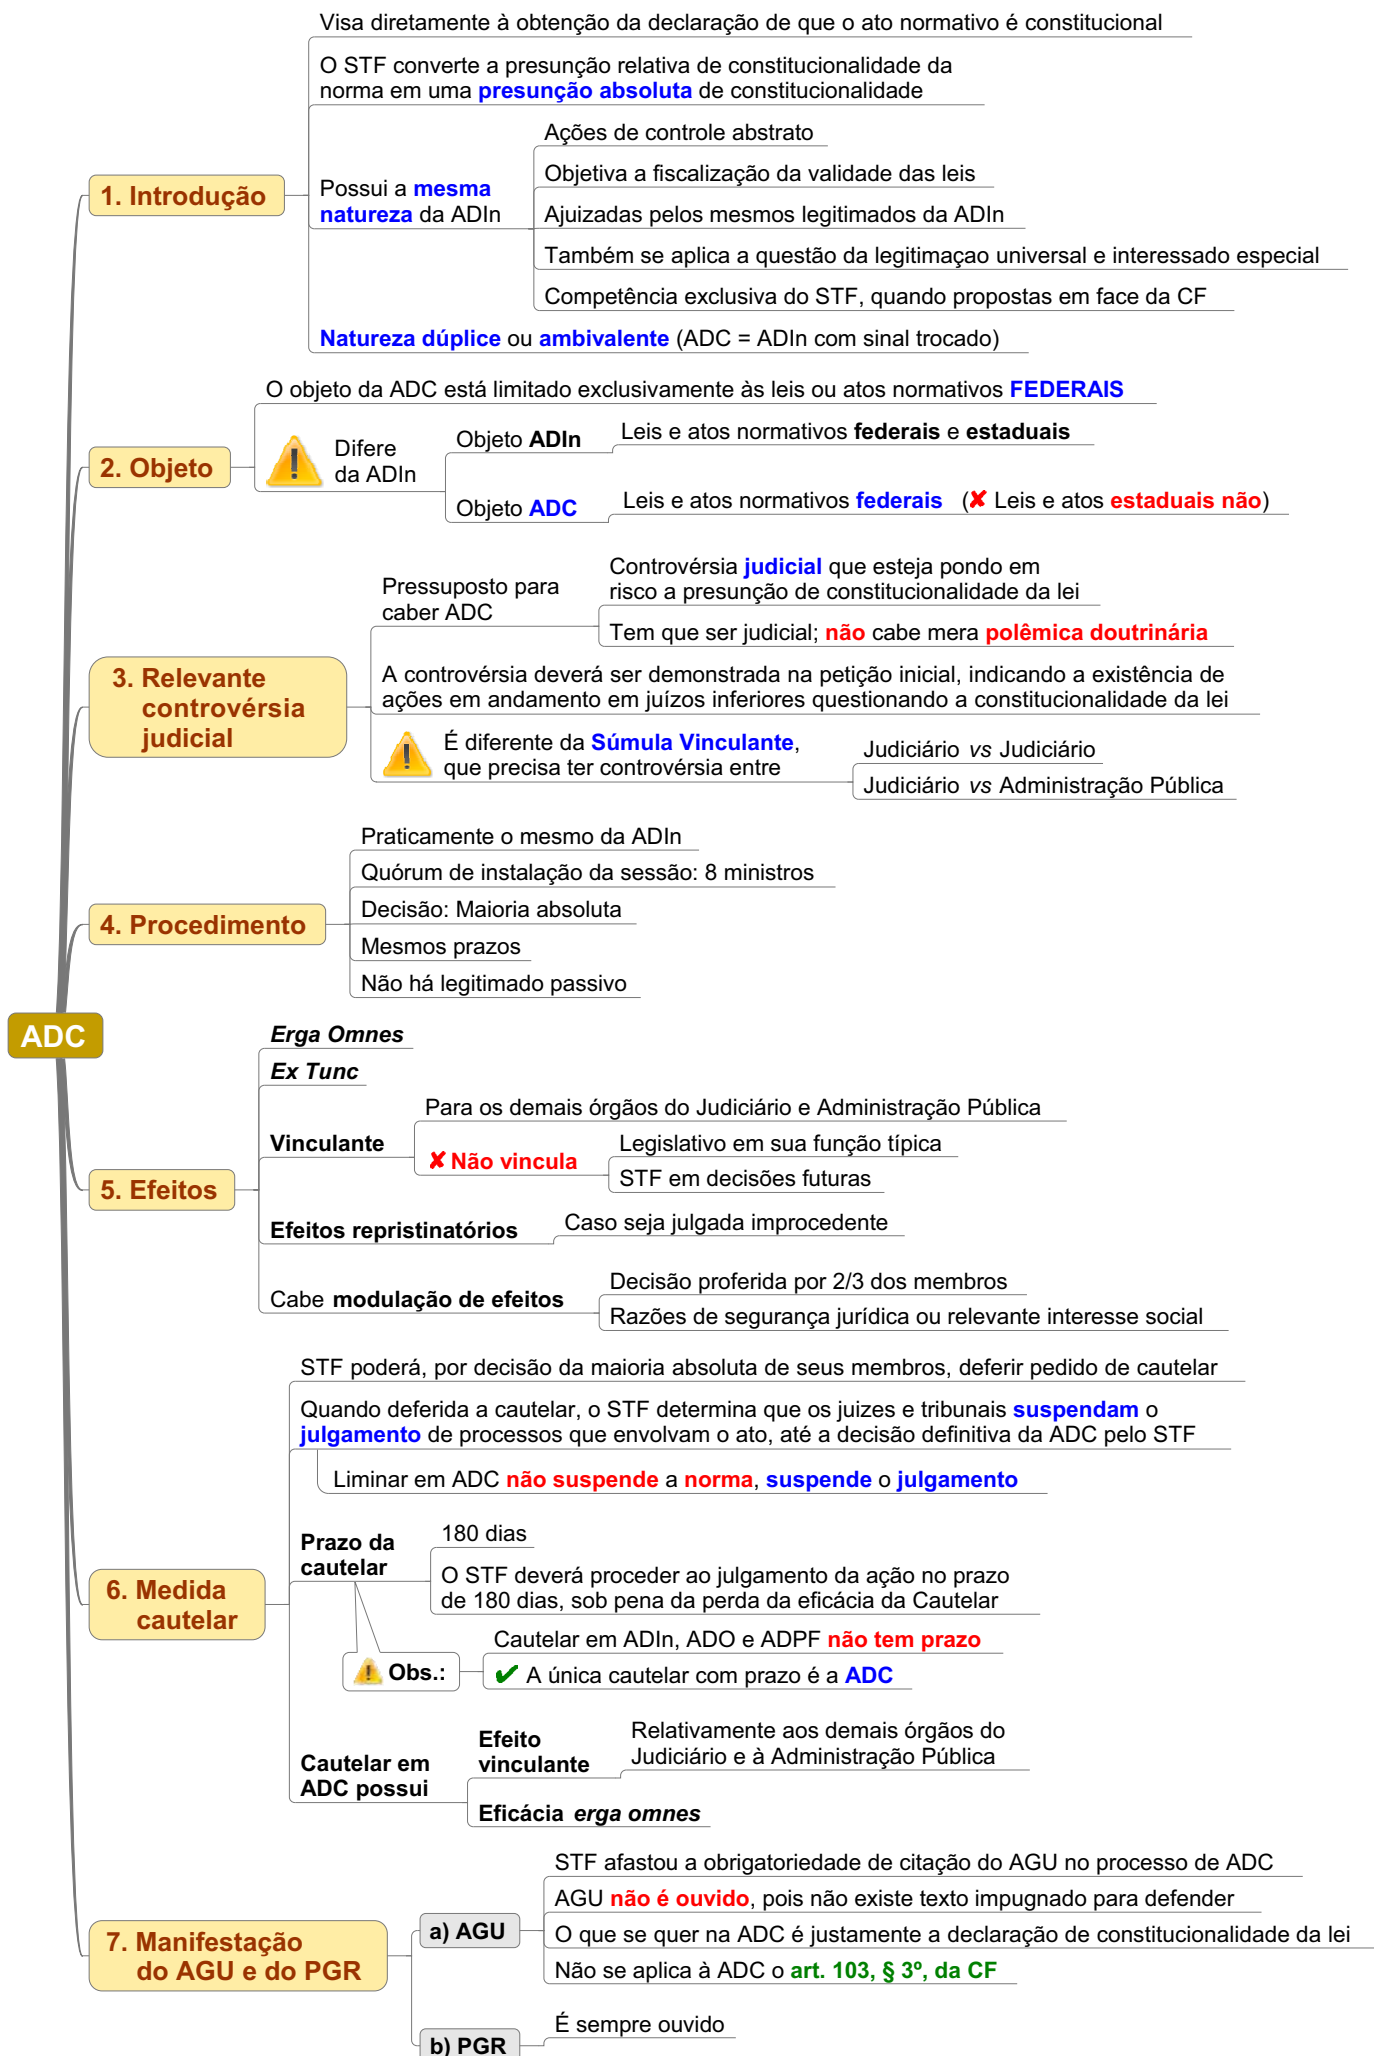 ADC
1. Introdução
Visa diretamente à obtenção da declaração de que o ato normativo é constitucional
O STF converte a presunção relativa de constitucionalidade da
norma em uma presunção absoluta de constitucionalidade
Possui a mesma
natureza da ADIn
Ações de controle abstrato
Objetiva a fiscalização da validade das leis
Ajuizadas pelos mesmos legitimados da ADIn
Também se aplica a questão da legitimaçao universal e interessado especial
Competência exclusiva do STF, quando propostas em face da CF
Natureza dúplice ou ambivalente (ADC = ADIn com sinal trocado)
2. Objeto
O objeto da ADC está limitado exclusivamente às leis ou atos normativos FEDERAIS
Difere
da ADIn
Objeto ADIn
Leis e atos normativos federais e estaduais
Objeto ADC
Leis e atos normativos federais (✘ Leis e atos estaduais não)
3. Relevante
controvérsia
judicial
Pressuposto para
caber ADC
Controvérsia judicial que esteja pondo em
risco a presunção de constitucionalidade da lei
Tem que ser judicial; não cabe mera polêmica doutrinária
A controvérsia deverá ser demonstrada na petição inicial, indicando a existência de
ações em andamento em juízos inferiores questionando a constitucionalidade da lei
É diferente da Súmula Vinculante,
que precisa ter controvérsia entre
Judiciário vs Judiciário
Judiciário vs Administração Pública
4. Procedimento
Praticamente o mesmo da ADIn
Quórum de instalação da sessão: 8 ministros
Decisão: Maioria absoluta
Mesmos prazos
Não há legitimado passivo
5. Efeitos
Erga Omnes
Ex Tunc
Vinculante
Para os demais órgãos do Judiciário e Administração Pública
✘ Não vincula
Legislativo em sua função típica
STF em decisões futuras
Efeitos repristinatórios
Caso seja julgada improcedente
Cabe modulação de efeitos
Decisão proferida por 2/3 dos membros
Razões de segurança jurídica ou relevante interesse social
6. Medida
cautelar
STF poderá, por decisão da maioria absoluta de seus membros, deferir pedido de cautelar
Quando deferida a cautelar, o STF determina que os juizes e tribunais suspendam o
julgamento de processos que envolvam o ato, até a decisão definitiva da ADC pelo STF
Liminar em ADC não suspende a norma, suspende o julgamento
Prazo da
cautelar
180 dias
O STF deverá proceder ao julgamento da ação no prazo
de 180 dias, sob pena da perda da eficácia da Cautelar
Obs.:
Cautelar em ADIn, ADO e ADPF não tem prazo
✔ A única cautelar com prazo é a ADC
Cautelar em
ADC possui
Efeito
vinculante
Relativamente aos demais órgãos do
Judiciário e à Administração Pública
Eficácia erga omnes
7. Manifestação
do AGU e do PGR
a) AGU
STF afastou a obrigatoriedade de citação do AGU no processo de ADC
AGU não é ouvido, pois não existe texto impugnado para defender
O que se quer na ADC é justamente a declaração de constitucionalidade da lei
Não se aplica à ADC o art. 103, § 3º, da CF
b) PGR
É sempre ouvido